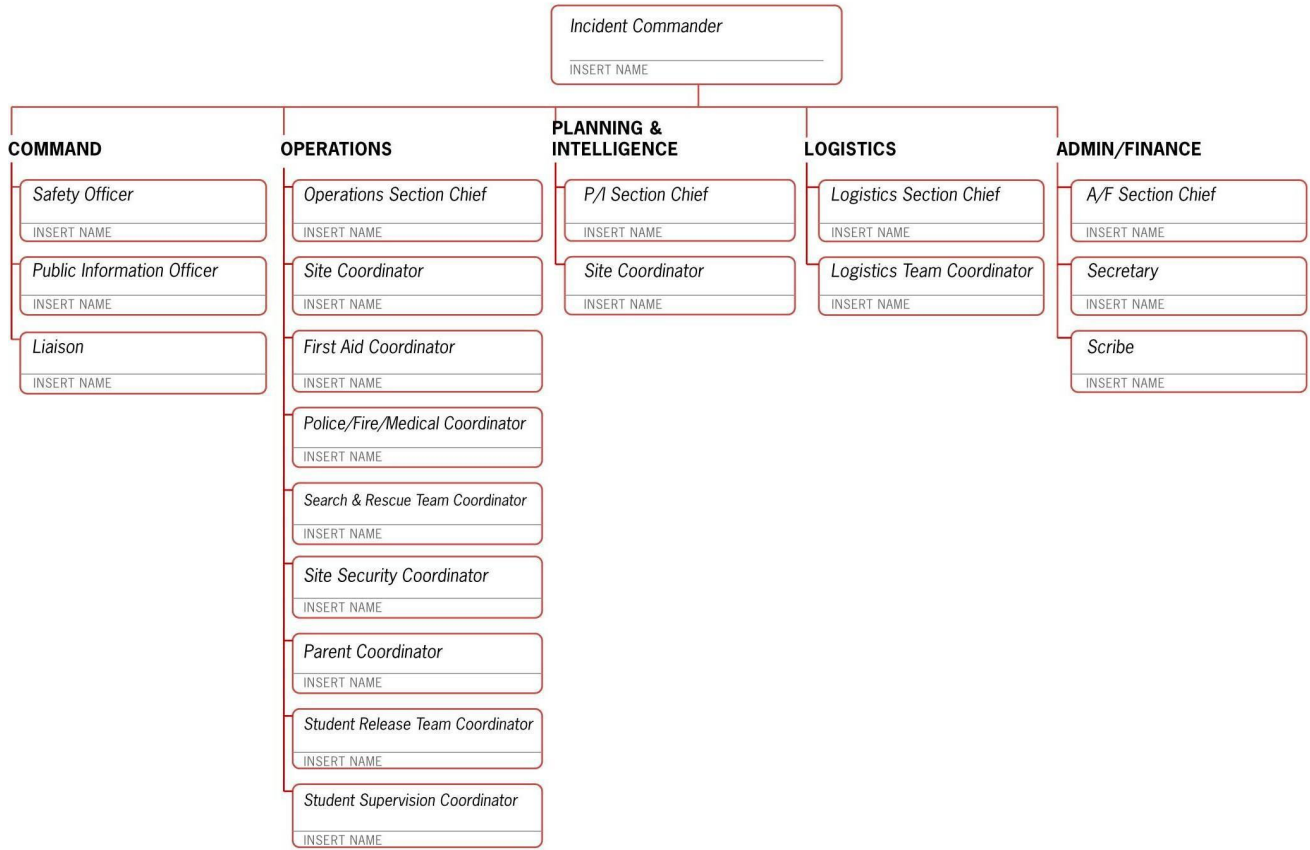 Incident Commander
INSERT NAME
COMMAND
Safety Officer
INSERT NAME
Public Information Officer
INSERT NAME
Liaison
INSERT NAME
OPERATIONS
Operations Section Chief
INSERT NAME
Site Coordinator
INSERT NAME
First Aid Coordinator
INSERT NAME
Police/Fire/Medical Coordinator
INSERT NAME
Search & Rescue Team Coordinator
INSERT NAME
Site Security Coordinator
INSERT NAME
Parent Coordinator
INSERT NAME
Student Release Team Coordinator
INSERT NAME
Student Supervision Coordinator
INSERT NAME
PLANNING &
INTELLIGENCE
P/I Section Chief
INSERT NAME
Site Coordinator
INSERT NAME
LOGISTICS
Logistics Section Chief
INSERT NAME
Logistics Team Coordinator
INSERT NAME
ADMIN/FINANCE
A/F Section Chief
INSERT NAME
Secretary
INSERT NAME
Scribe
INSERT NAME